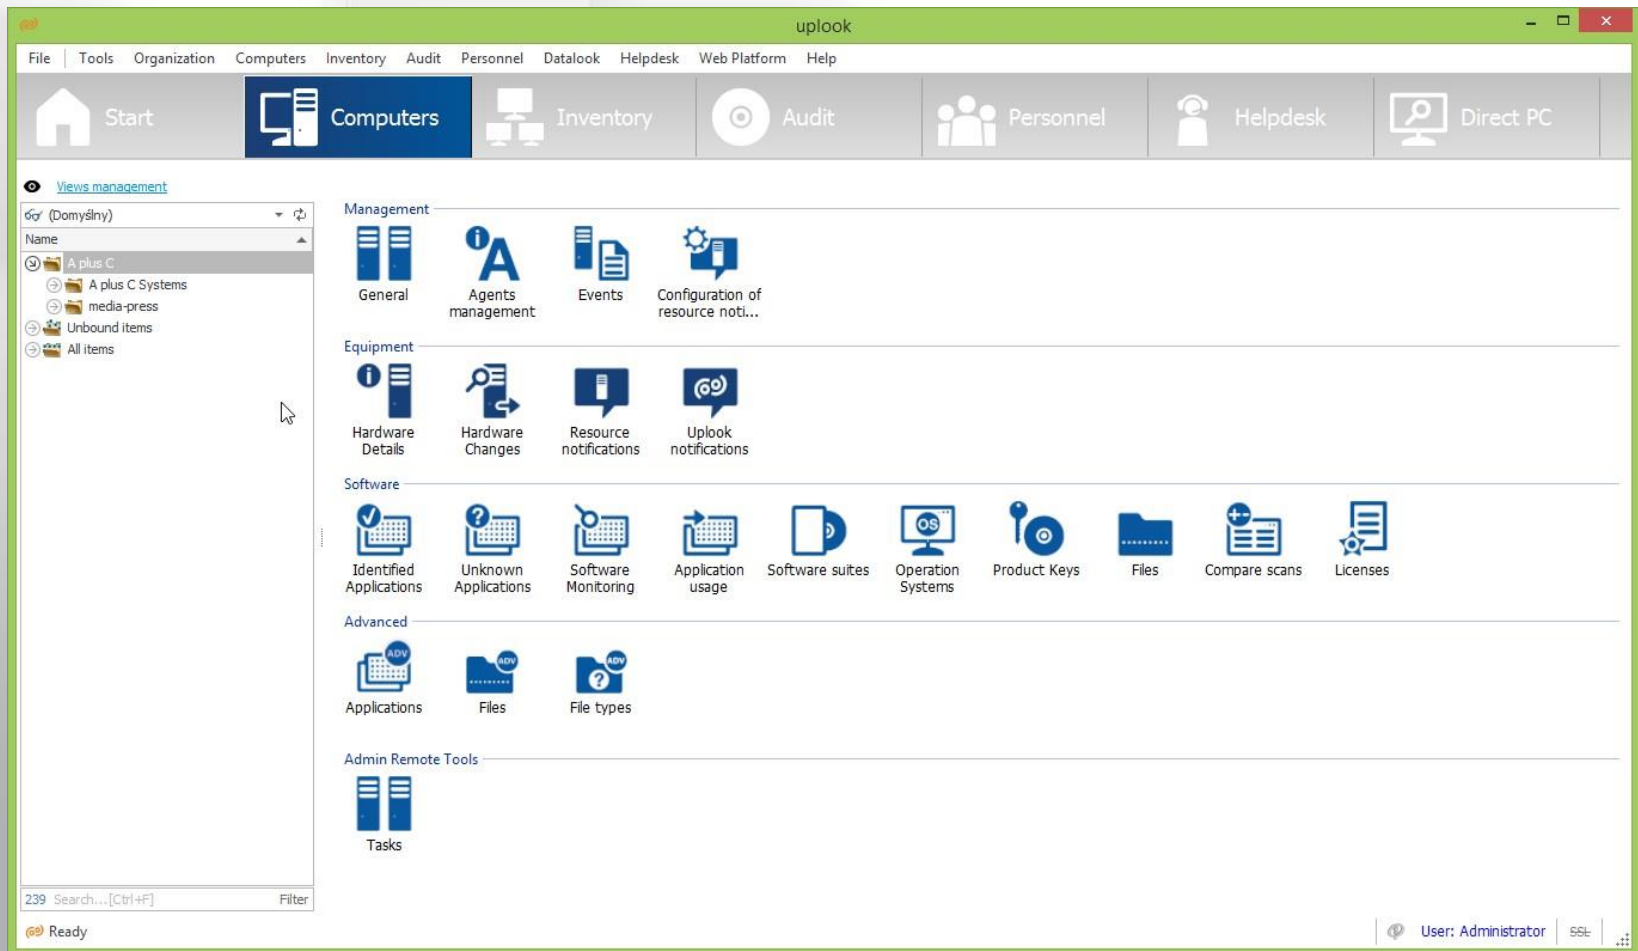 uplook
File Tools Organization Computers Inventory Audit Personnel Datalook Helpdesk Web Platform Help
Start Computers Inventory Audit Personnel Helpdesk Direct PC
Views management
(Domyślny)
Name
A plus C
A plus C Systems
media-press
Unbound items
All items
239 Search...[Ctrl+F] Filter
Management
General Agents Events Configuration of
management resource noti...
Equipment
Hardware Hardware Resource Uplook
Details Changes notifications notifications
Software
OS
Identified Unknown Software Application Software suites Operation Product Keys Files Compare scans Licenses
Applications Applications Monitoring usage Systems
Advanced
ADV ADV ADV
Applications Files File types
Admin Remote Tools
Tasks
Ready User: Administrator SSL